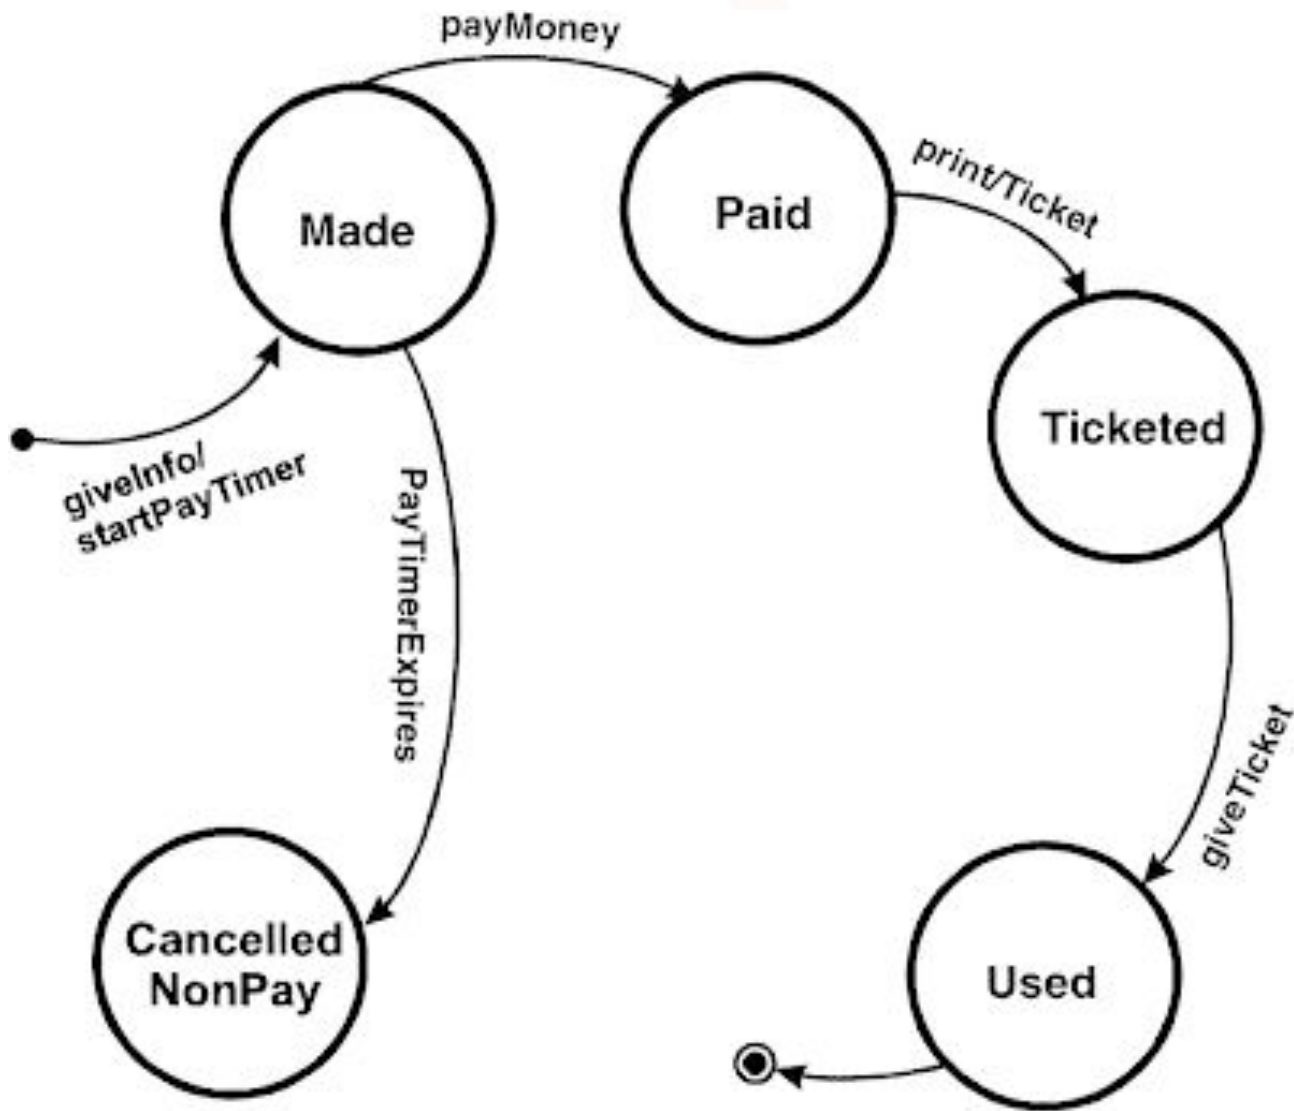 payMoney
Made
Paid
print/Ticket
Ticketed
giveInfo/
startPayTimer
PayTimerExpires
giveTicket
Cancelled
NonPay
Used